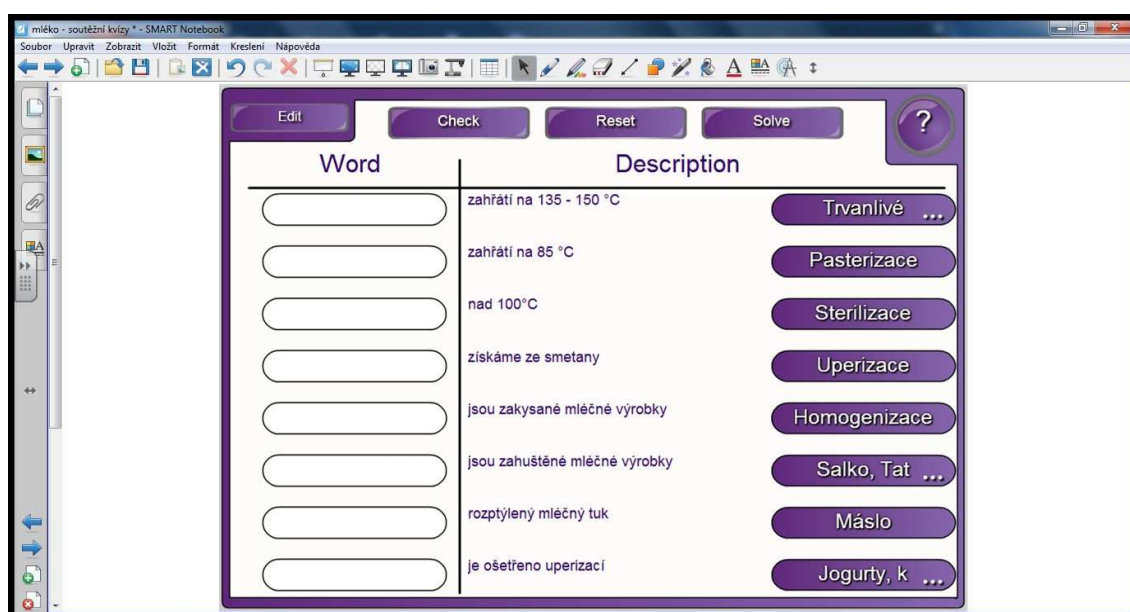 mléko - soutěžní kvízy * - SMART Notebook
Soubor Upravit Zobrazit Vložit Formát Kreslení Nápověda
Edit Check Reset Solve ?
Word Description
zahřátí na 135 - 150 °C Trvanlivé ...
zahřátí na 85 °C Pasterizace
nad 100°C Sterilizace
získáme ze smetany Uperizace
jsou zakysané mléčné výrobky Homogenizace
jsou zahuštěné mléčné výrobky Salko, Tat ...
rozptýlený mléčný tuk Máslo
je ošetřeno uperizací Jogurty, k ...